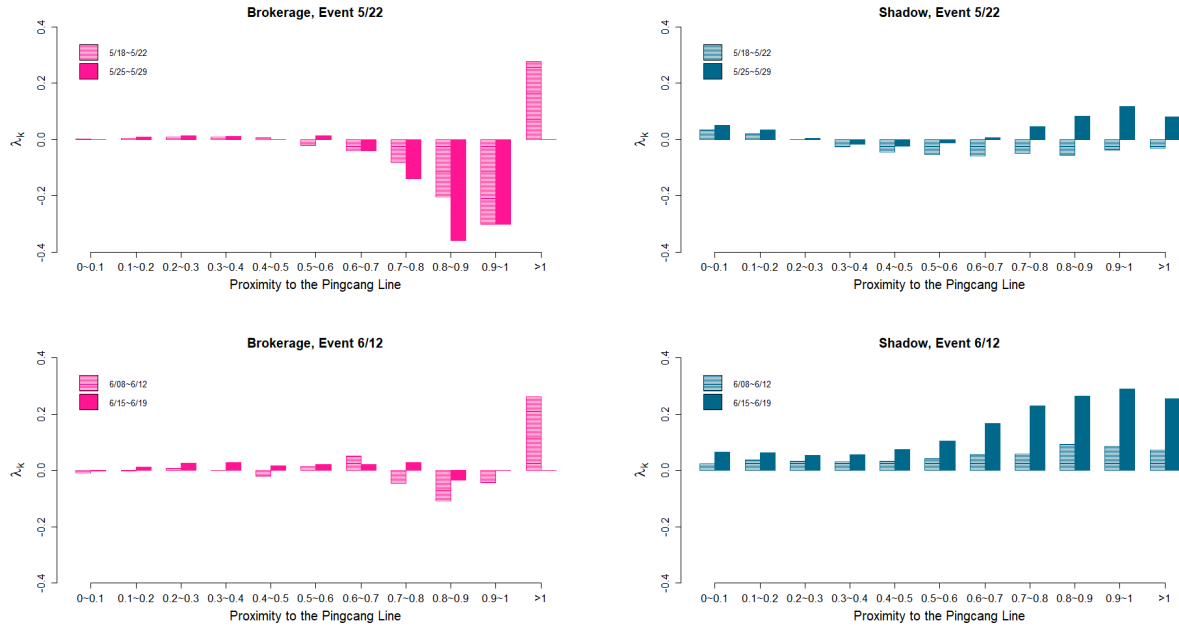 Brokerage, Event 5/22
0.4
0.2
0.0
-0.2
-0.4
λk
5/18~5/22
5/25~5/29
0~0.1 0.1~0.2 0.2~0.3 0.3~0.4 0.4~0.5 0.5~0.6 0.6~0.7 0.7~0.8 0.8~0.9 0.9~1 >1
Proximity to the Pingcang Line
Shadow, Event 5/22
0.4
0.2
0.0
-0.2
-0.4
λk
5/18~5/22
5/25~5/29
0~0.1 0.1~0.2 0.2~0.3 0.3~0.4 0.4~0.5 0.5~0.6 0.6~0.7 0.7~0.8 0.8~0.9 0.9~1 >1
Proximity to the Pingcang Line
Brokerage, Event 6/12
0.4
0.2
0.0
-0.2
-0.4
λk
6/08~6/12
6/15~6/19
0~0.1 0.1~0.2 0.2~0.3 0.3~0.4 0.4~0.5 0.5~0.6 0.6~0.7 0.7~0.8 0.8~0.9 0.9~1 >1
Proximity to the Pingcang Line
Shadow, Event 6/12
0.4
0.2
0.0
-0.2
-0.4
λk
6/08~6/12
6/15~6/19
0~0.1 0.1~0.2 0.2~0.3 0.3~0.4 0.4~0.5 0.5~0.6 0.6~0.7 0.7~0.8 0.8~0.9 0.9~1 >1
Proximity to the Pingcang Line